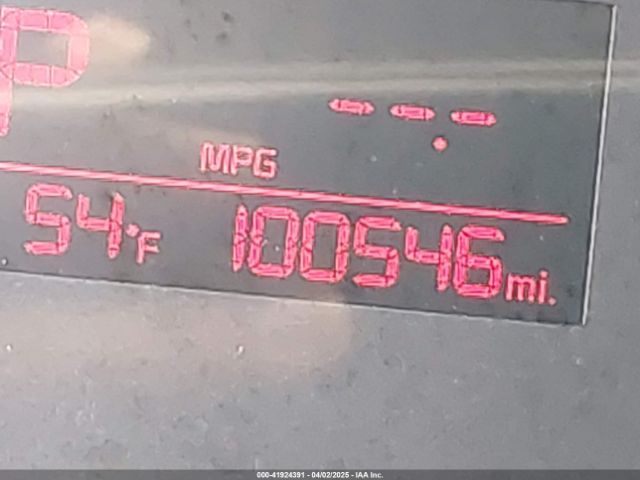 P
--- --- ---.
MPG
54°F 100546 mi.
000-41924391 - 04/02/2025 - IAA Inc.